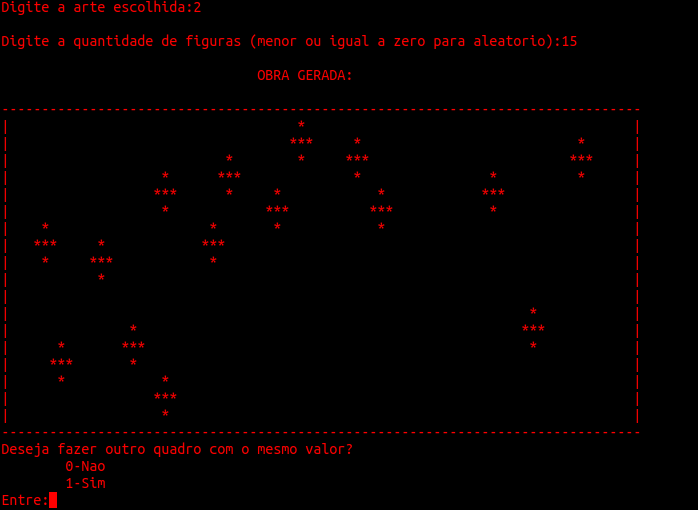 Digite a arte escolhida:2
Digite a quantidade de figuras (menor ou igual a zero para aleatorio):15
                                OBRA GERADA:
--------------------------------------------------------------------------------
|                                    *                                         |
|                                   ***     *                           *      |
|                           *        *     ***                         ***     |
|                   *      ***              *                *          *      |
|                  ***      *     *            *            ***                |
|                   *            ***          ***            *                 |
|    *                    *       *            *                               |
|   ***     *            ***                                                   |
|    *     ***            *                                                    |
|          *                                                                   |
|                                                                              |
|                                                                 *            |
|               *                                                ***           |
|      *       ***                                                *            |
|     ***       *                                                              |
|      *            *                                                          |
|                  ***                                                         |
|                   *                                                          |
--------------------------------------------------------------------------------
Deseja fazer outro quadro com o mesmo valor?
        0-Nao
        1-Sim
Entre: